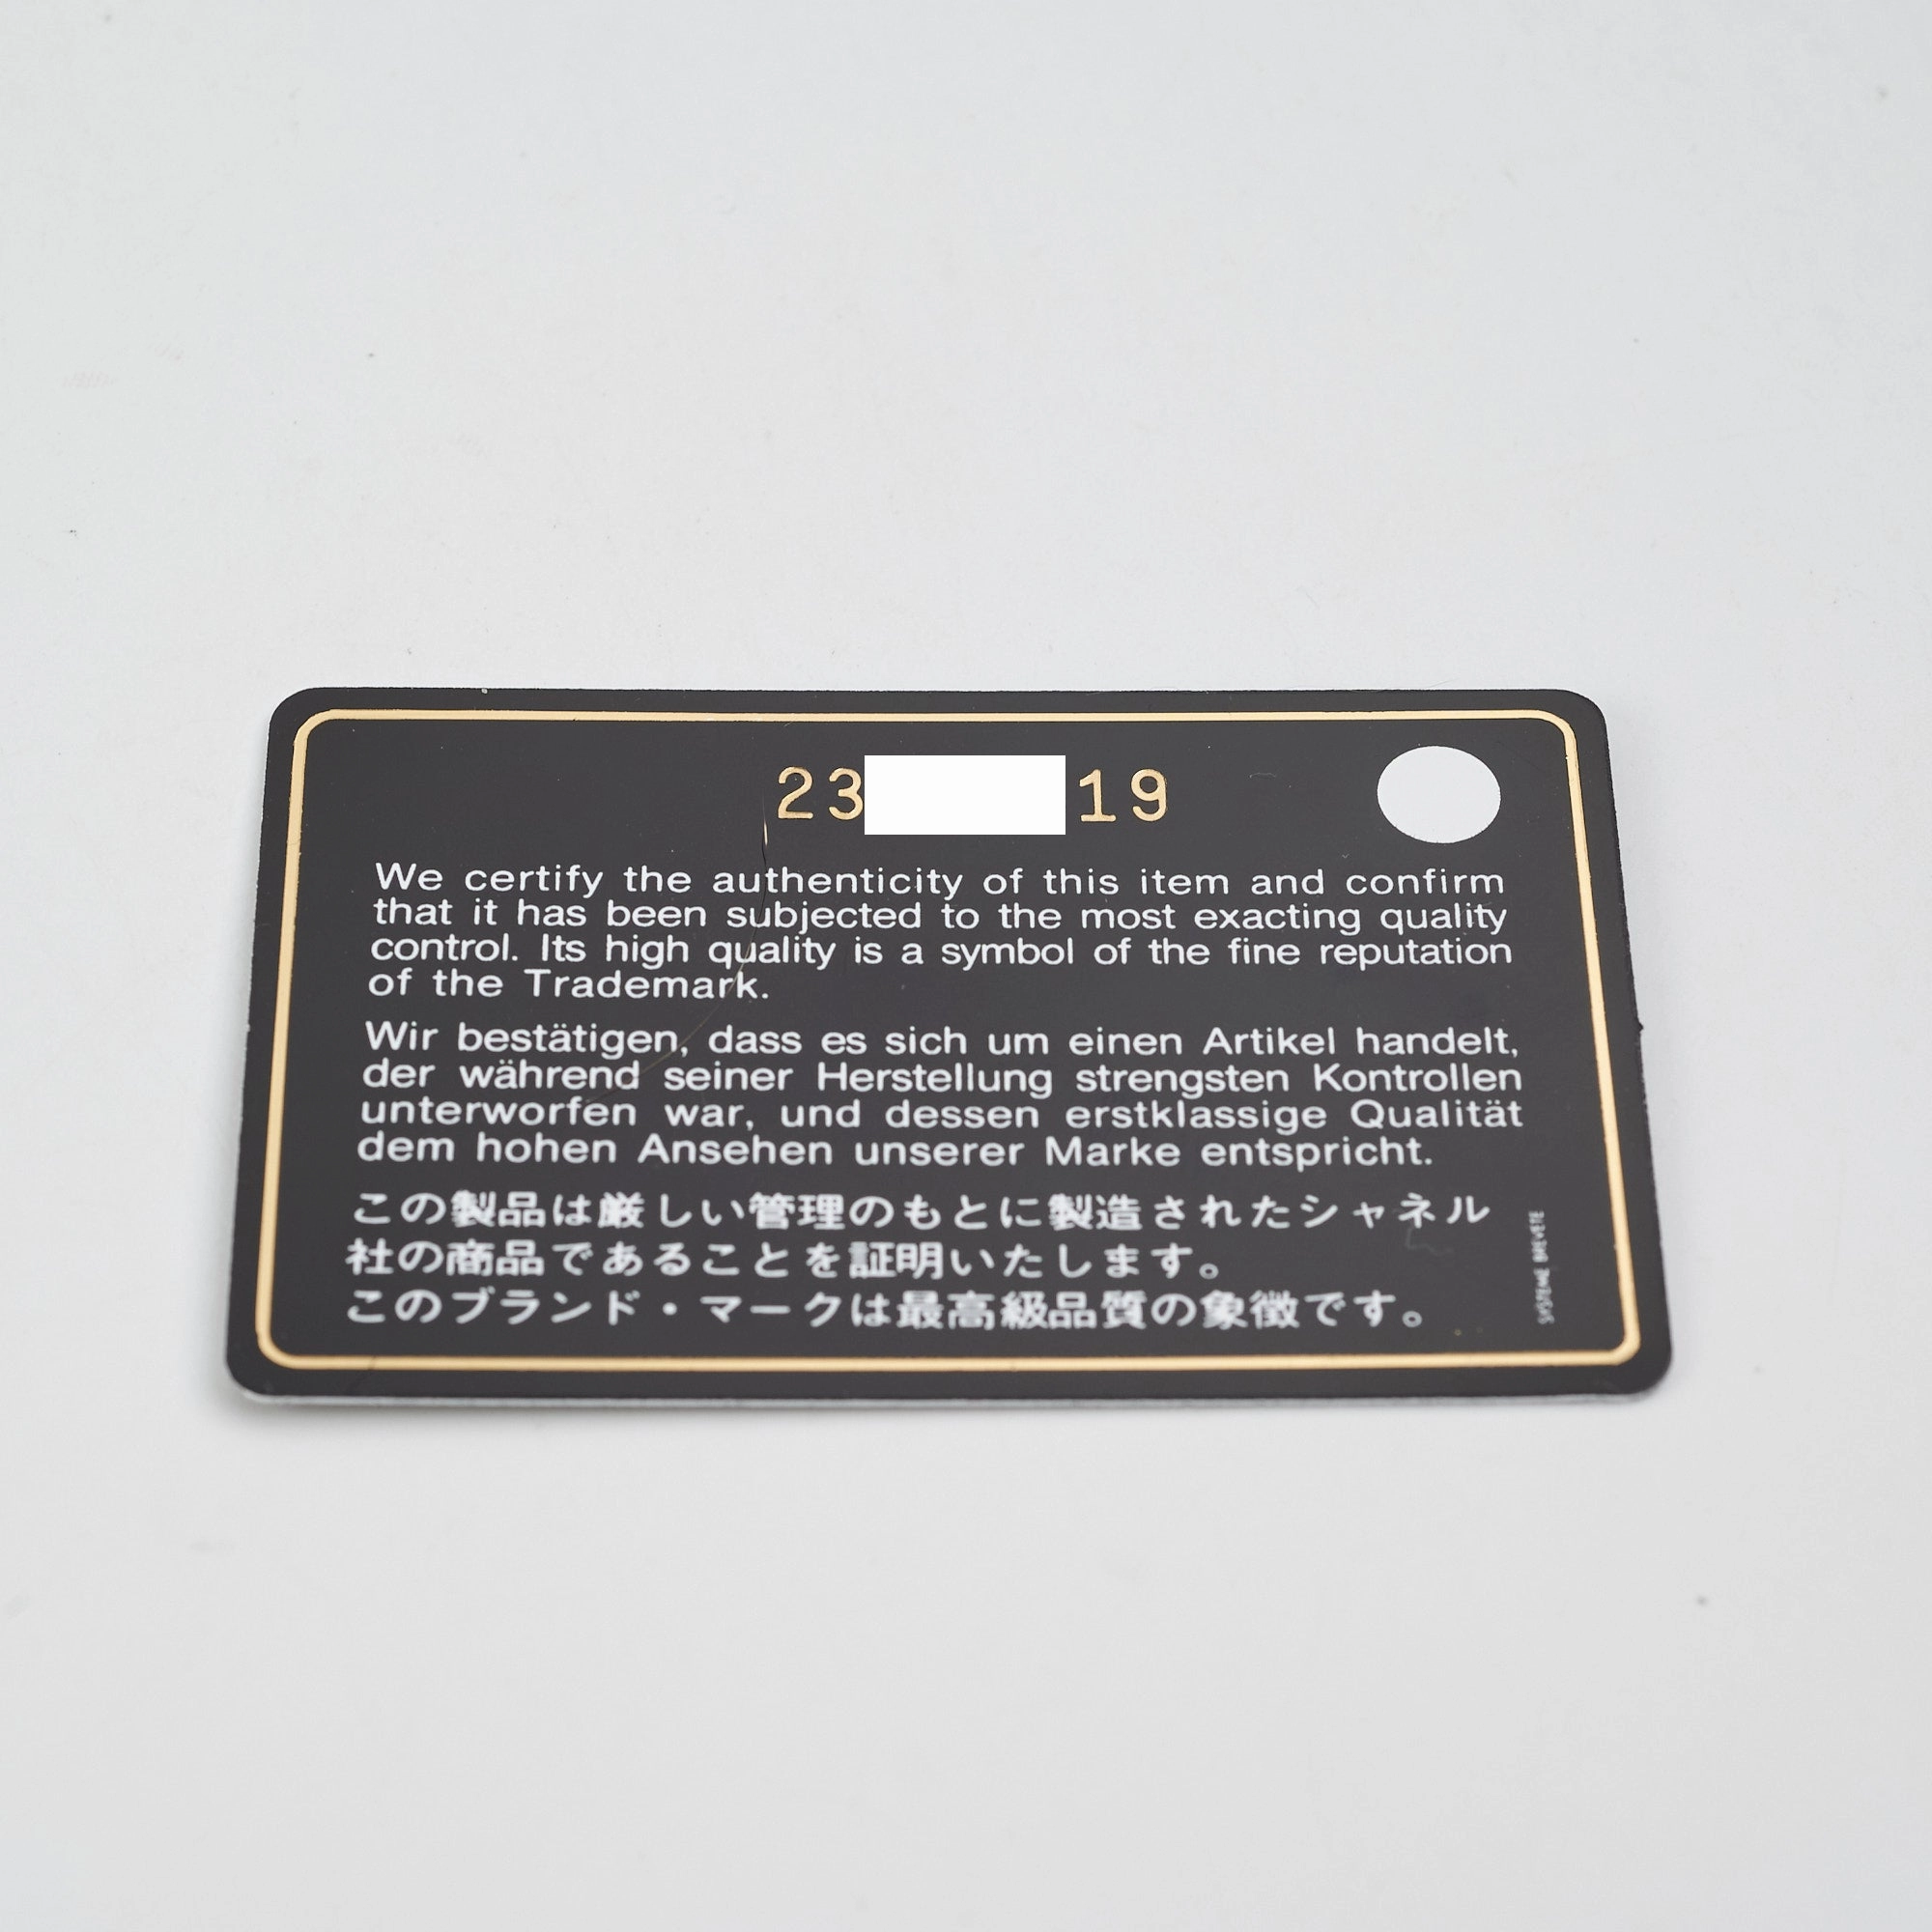 23 19
We certify the authenticity of this item and confirm
that it has been subjected to the most exacting quality
control. Its high quality is a symbol of the fine reputation
of the Trademark.
Wir bestätigen, dass es sich um einen Artikel handelt,
der während seiner Herstellung strengsten Kontrollen
unterworfen war, und dessen erstklassige Qualität
dem hohen Ansehen unserer Marke entspricht.
この製品は厳しい管理のもとに製造されたシャネル
社の商品であることを証明いたします。
このブランド・マークは最高級品質の象徴です。
SYSTEME BREVETE